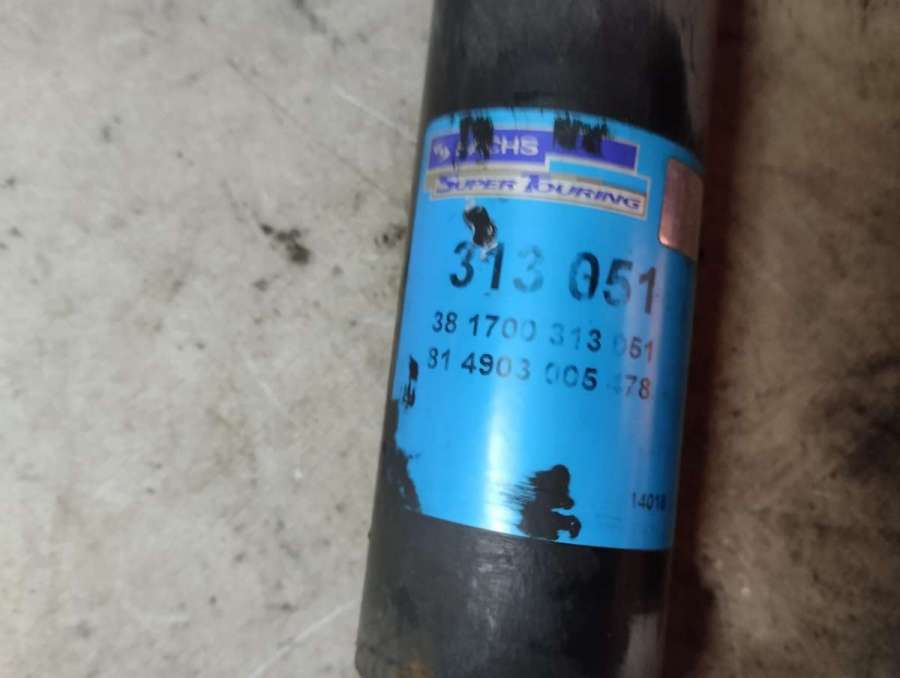 SACHS
SUPER TOURING
313 051
38 1700 313 051
81 4903 005 478
14018